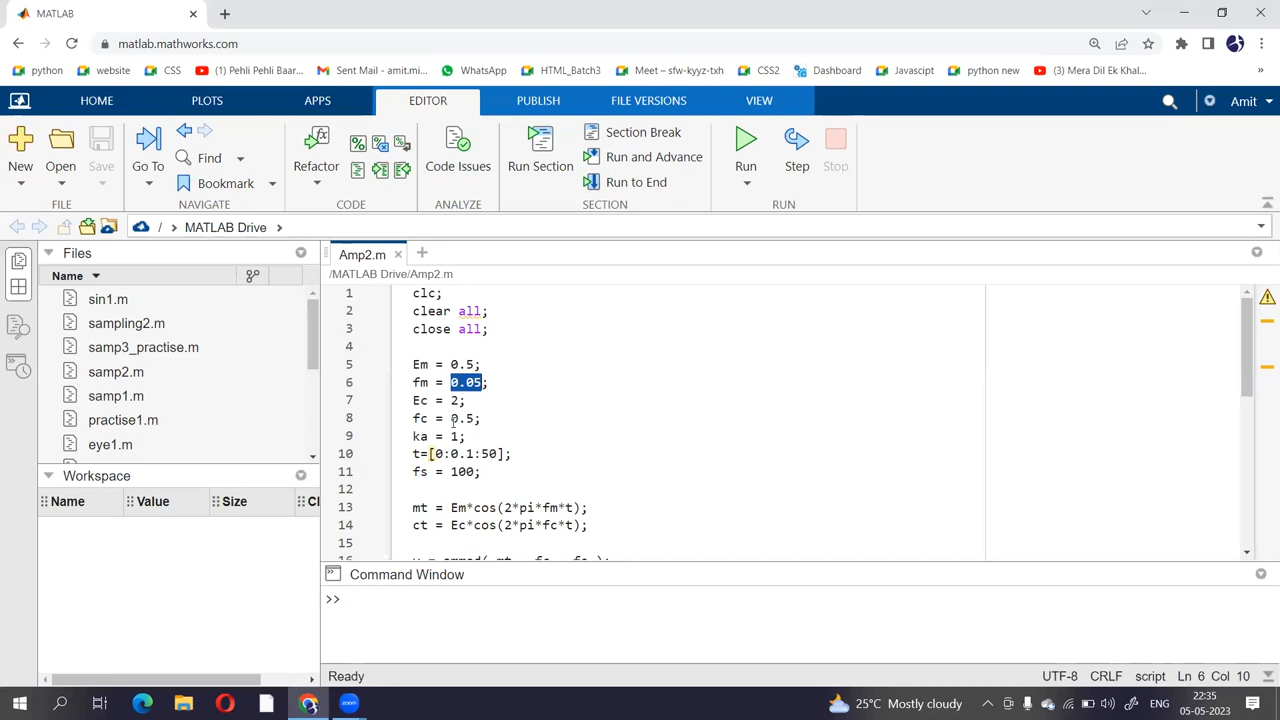 MATLAB
matlab.mathworks.com
python
website
CSS
Pehli Pehli Baar...
Sent Mail - amit.mi...
WhatsApp
HTML_Batch3
Meet – sfw-kyyz-txh
CSS2
Dashboard
Javascipt
python new
(3) Mera Dil Ek Khal...
»
HOME
PLOTS
APPS
EDITOR
PUBLISH
FILE VERSIONS
VIEW
Amit
New
Open
Save
Go To
Find
Bookmark
Refactor
Code Issues
Run Section
Section Break
Run and Advance
Run to End
Run
Step
Stop
FILE
NAVIGATE
CODE
ANALYZE
SECTION
RUN
/ MATLAB Drive
Files
Name
sin1.m
sampling2.m
samp3_practise.m
samp2.m
samp1.m
practise1.m
eye1.m
Workspace
Name
Value
Size
Cl
Amp2.m
/MATLAB Drive/Amp2.m
1 clc;
2 clear all;
3 close all;
4
5 Em = 0.5;
6 fm = 0.05;
7 Ec = 2;
8 fc = 0.5;
9 ka = 1;
10 t=[0:0.1:50];
11 fs = 100;
12
13 mt = Em*cos(2*pi*fm*t);
14 ct = Ec*cos(2*pi*fc*t);
15
Command Window
>>
Ready
UTF-8
CRLF
script
Ln 6 Col 10
25°C Mostly cloudy
ENG
22:35
05-05-2023